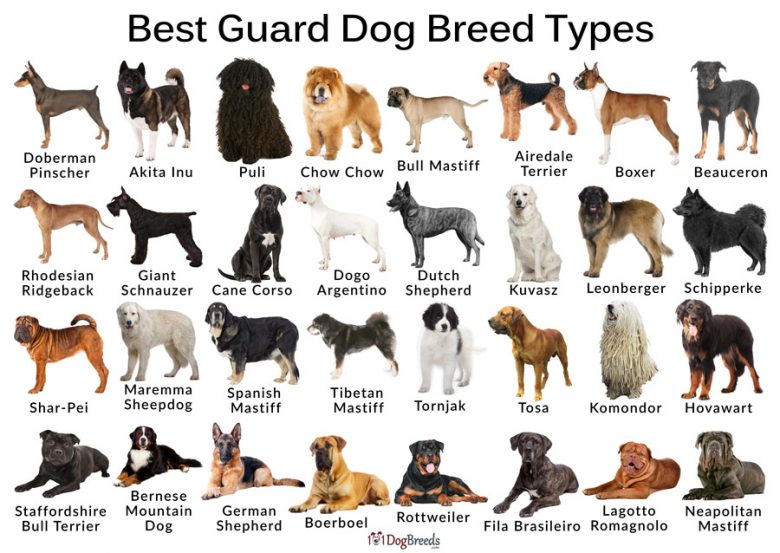 Best Guard Dog Breed Types
Doberman
Pinscher
Akita Inu
Puli
Chow Chow
Bull Mastiff
Airedale
Terrier
Boxer
Beauceron
Rhodesian
Ridgeback
Giant
Schnauzer
Cane Corso
Dogo
Argentino
Dutch
Shepherd
Kuvasz
Leonberger
Schipperke
Shar-Pei
Maremma
Sheepdog
Spanish
Mastiff
Tibetan
Mastiff
Tornjak
Tosa
Komondor
Hovawart
Staffordshire
Bull Terrier
Bernese
Mountain
Dog
German
Shepherd
Boerboel
Rottweiler
Fila Brasileiro
Lagotto
Romagnolo
Neapolitan
Mastiff
101DogBreeds
.com